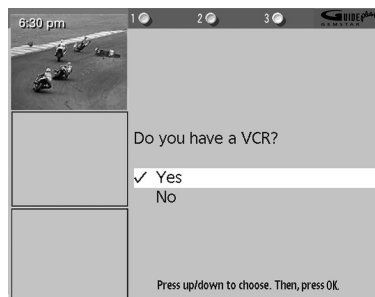 6:30 pm
1
2
3
GUIDE Plus
GEMSTAR
Do you have a VCR?
✓ Yes
No
Press up/down to choose. Then, press OK.